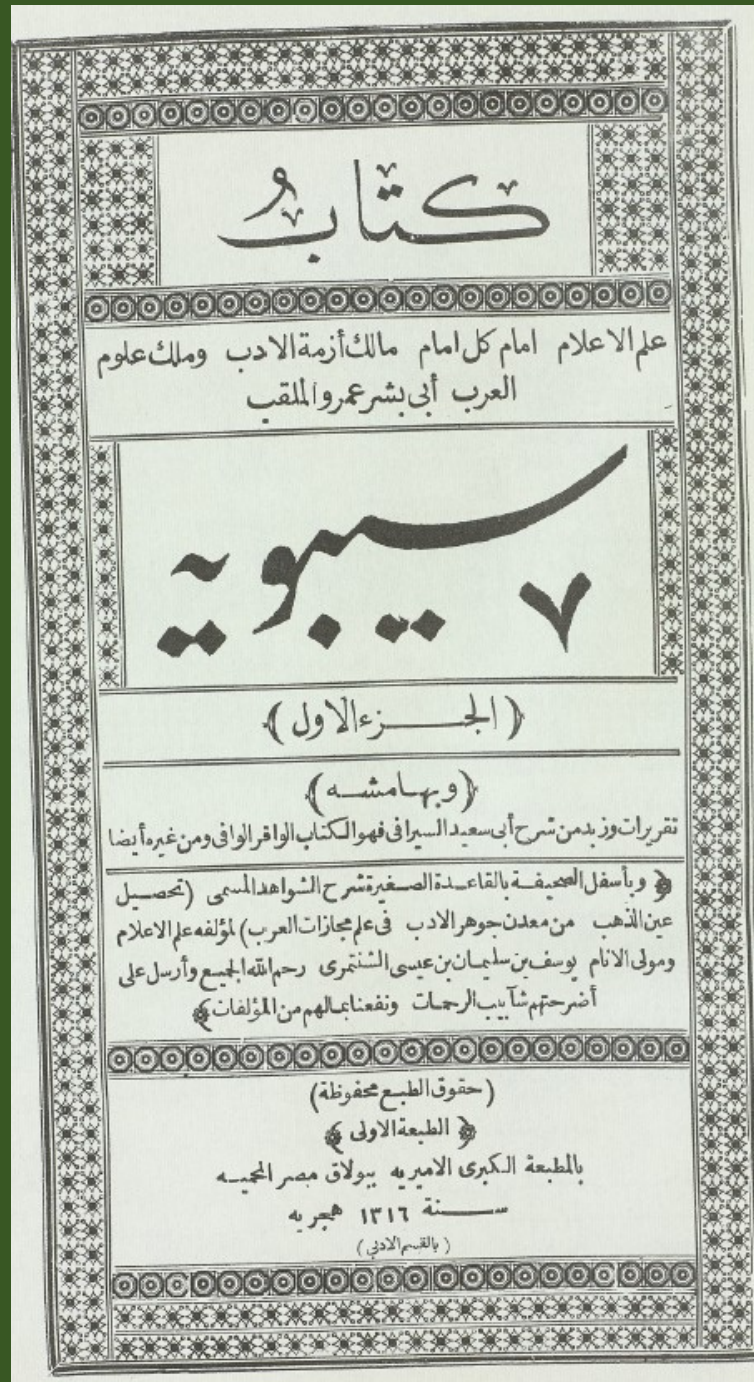 كتاب
علم الاعلام امام كل امام مالك أزمة الادب وملك علوم
العرب أبي بشر عمرو الملقب
سيبويه
(الجزء الاول)
(وبهامشه)
تقريرات وزبد من شرح أبي سعيد السيرافي فهو الكتاب الوافر الوافي ومن غيره أيضا
وبأسفل الصحيفة بالقاعدة الصغيرة شرح الشواهد المسمى (تحصيل
عين الذهب من معدن جوهر الادب في علم مجازات العرب) لمؤلفه علم الاعلام
ومولى الانام يوسف بن سليمان بن عيسى الشنتمرى رحم الله الجميع وأرسل على
أضرحتهم شآبيب الرحمات ونفعنا بما لهم من المؤلفات
(حقوق الطبع محفوظة)
الطبعة الاولى
بالمطبعة الكبرى الاميريه ببولاق مصر المحميه
سنة ١٣١٦ هجريه
(بالقسم الادبى)